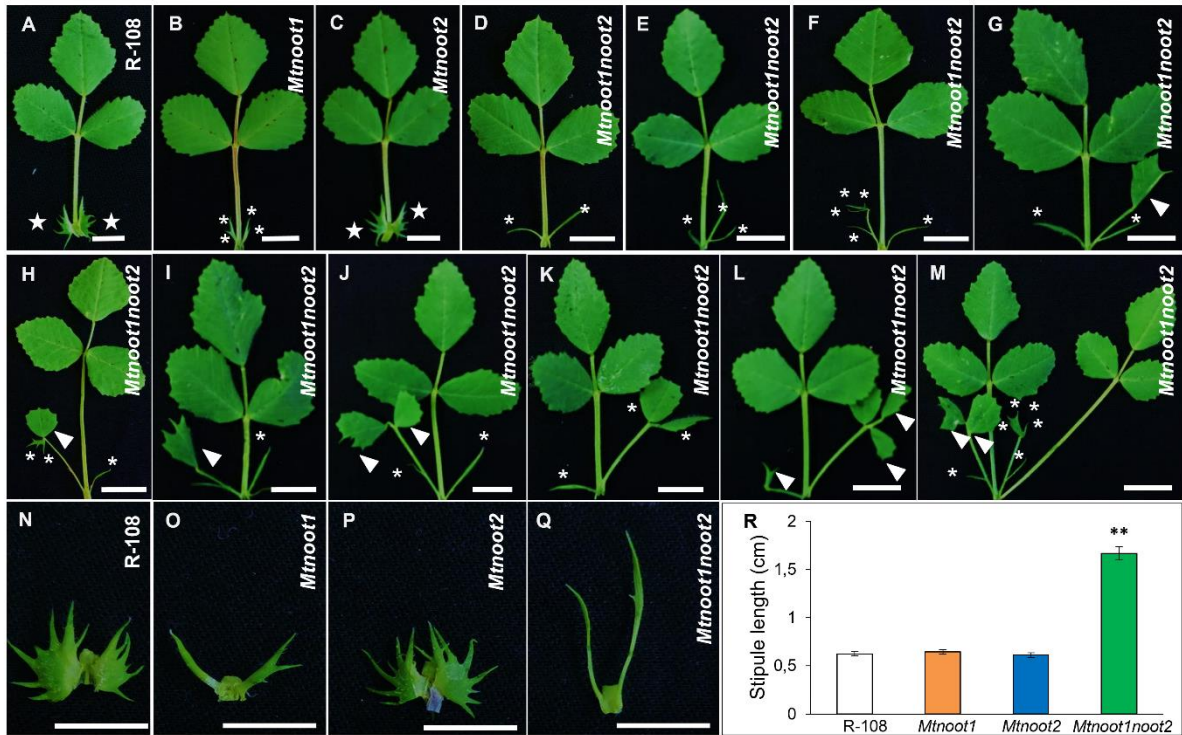 A
R-108
B
Mtnoot1
C
Mtnoot2
D
Mtnoot1noot2
E
Mtnoot1noot2
F
Mtnoot1noot2
G
Mtnoot1noot2
H
Mtnoot1noot2
I
Mtnoot1noot2
J
Mtnoot1noot2
K
Mtnoot1noot2
L
Mtnoot1noot2
M
Mtnoot1noot2
N
R-108
O
Mtnoot1
P
Mtnoot2
Q
Mtnoot1noot2
R
Stipule length (cm)
2
1,5
1
0,5
0
**
R-108 Mtnoot1 Mtnoot2 Mtnoot1noot2